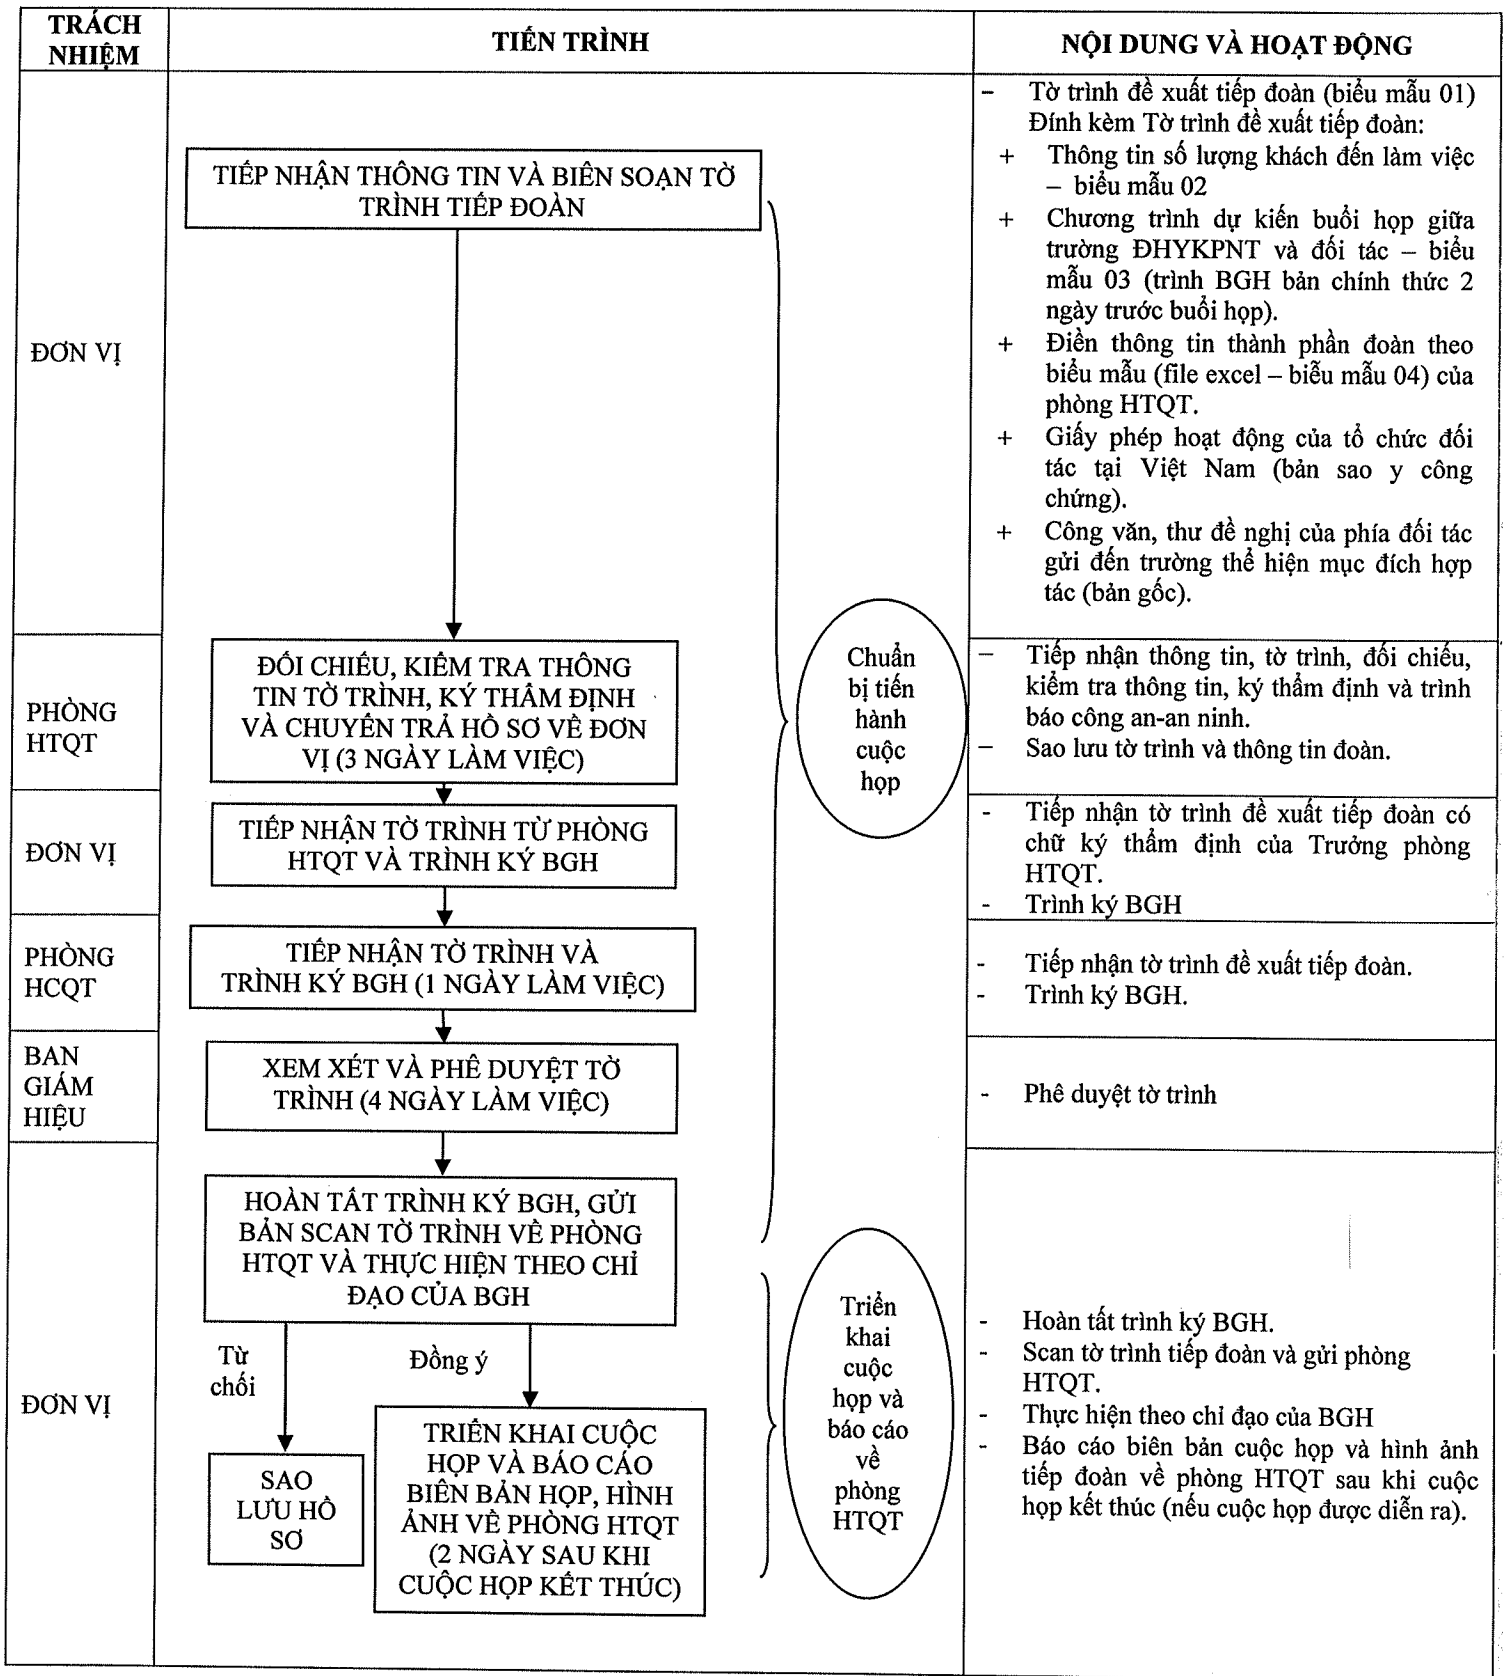 TRÁCH
NHIỆM
TIẾN TRÌNH
NỘI DUNG VÀ HOẠT ĐỘNG
ĐƠN VỊ
TIẾP NHẬN THÔNG TIN VÀ BIÊN SOẠN TỜ
TRÌNH TIẾP ĐOÀN
– Tờ trình đề xuất tiếp đoàn (biểu mẫu 01)
Đính kèm Tờ trình đề xuất tiếp đoàn:
+ Thông tin số lượng khách đến làm việc
– biểu mẫu 02
+ Chương trình dự kiến buổi họp giữa
trường ĐHYKPNT và đối tác – biểu
mẫu 03 (trình BGH bản chính thức 2
ngày trước buổi họp).
+ Điền thông tin thành phần đoàn theo
biểu mẫu (file excel – biễu mẫu 04) của
phòng HTQT.
+ Giấy phép hoạt động của tổ chức đối
tác tại Việt Nam (bản sao y công
chứng).
+ Công văn, thư đề nghị của phía đối tác
gửi đến trường thể hiện mục đích hợp
tác (bản gốc).
PHÒNG
HTQT
ĐỐI CHIẾU, KIỂM TRA THÔNG
TIN TỜ TRÌNH, KÝ THẨM ĐỊNH
VÀ CHUYỂN TRẢ HỒ SƠ VỀ ĐƠN
VỊ (3 NGÀY LÀM VIỆC)
Chuẩn
bị tiến
hành
cuộc
họp
– Tiếp nhận thông tin, tờ trình, đối chiếu,
kiểm tra thông tin, ký thẩm định và trình
báo công an-an ninh.
– Sao lưu tờ trình và thông tin đoàn.
ĐƠN VỊ
TIẾP NHẬN TỜ TRÌNH TỪ PHÒNG
HTQT VÀ TRÌNH KÝ BGH
- Tiếp nhận tờ trình đề xuất tiếp đoàn có
chữ ký thẩm định của Trưởng phòng
HTQT.
- Trình ký BGH
PHÒNG
HCQT
TIẾP NHẬN TỜ TRÌNH VÀ
TRÌNH KÝ BGH (1 NGÀY LÀM VIỆC)
- Tiếp nhận tờ trình đề xuất tiếp đoàn.
- Trình ký BGH.
BAN
GIÁM
HIỆU
XEM XÉT VÀ PHÊ DUYỆT TỜ
TRÌNH (4 NGÀY LÀM VIỆC)
- Phê duyệt tờ trình
ĐƠN VỊ
HOÀN TẤT TRÌNH KÝ BGH, GỬI
BẢN SCAN TỜ TRÌNH VỀ PHÒNG
HTQT VÀ THỰC HIỆN THEO CHỈ
ĐẠO CỦA BGH
Từ
chối
Đồng ý
SAO
LƯU HỒ
SƠ
TRIỂN KHAI CUỘC
HỌP VÀ BÁO CÁO
BIÊN BẢN HỌP, HÌNH
ẢNH VỀ PHÒNG HTQT
(2 NGÀY SAU KHI
CUỘC HỌP KẾT THÚC)
Triển
khai
cuộc
họp và
báo cáo
về
phòng
HTQT
- Hoàn tất trình ký BGH.
- Scan tờ trình tiếp đoàn và gửi phòng
HTQT.
- Thực hiện theo chỉ đạo của BGH
- Báo cáo biên bản cuộc họp và hình ảnh
tiếp đoàn về phòng HTQT sau khi cuộc
họp kết thúc (nếu cuộc họp được diễn ra).